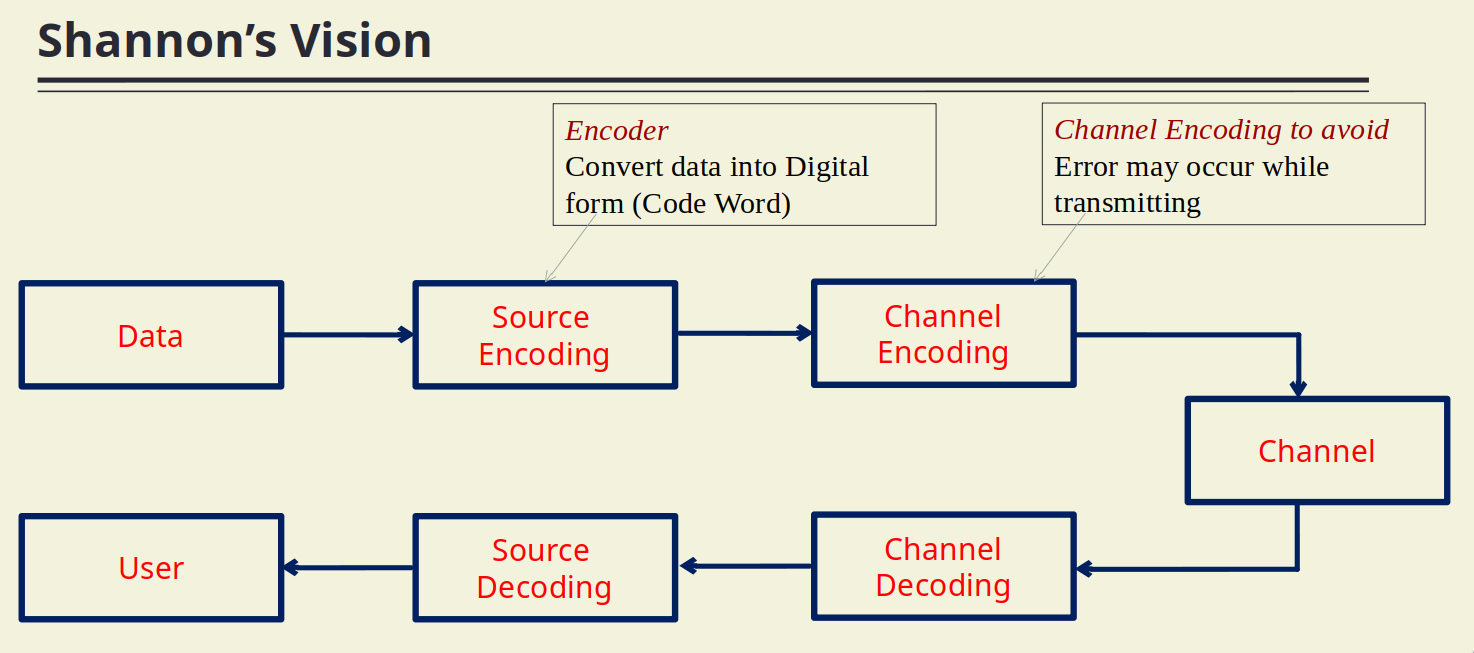 Shannon’s Vision
Encoder
Convert data into Digital
form (Code Word)
Channel Encoding to avoid
Error may occur while
transmitting
Data
Source
Encoding
Channel
Encoding
Channel
User
Source
Decoding
Channel
Decoding